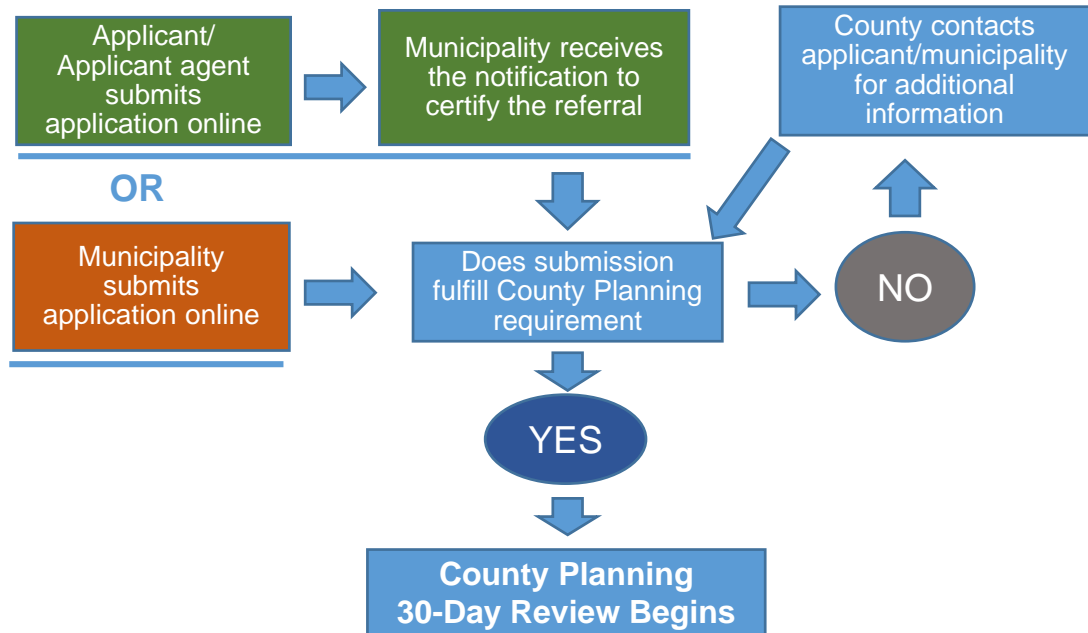 Applicant/
Applicant agent
submits
application online
Municipality receives
the notification to
certify the referral
County contacts
applicant/municipality
for additional
information
OR
Municipality
submits
application online
Does submission
fulfill County Planning
requirement
NO
YES
County Planning
30-Day Review Begins